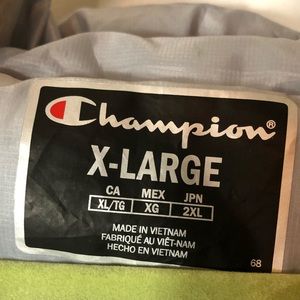 Champion®
X-LARGE
CA MEX JPN
XL/TG XG 2XL
MADE IN VIETNAM
FABRIQUÉ AU VIÊT-NAM
HECHO EN VIETNAM
68